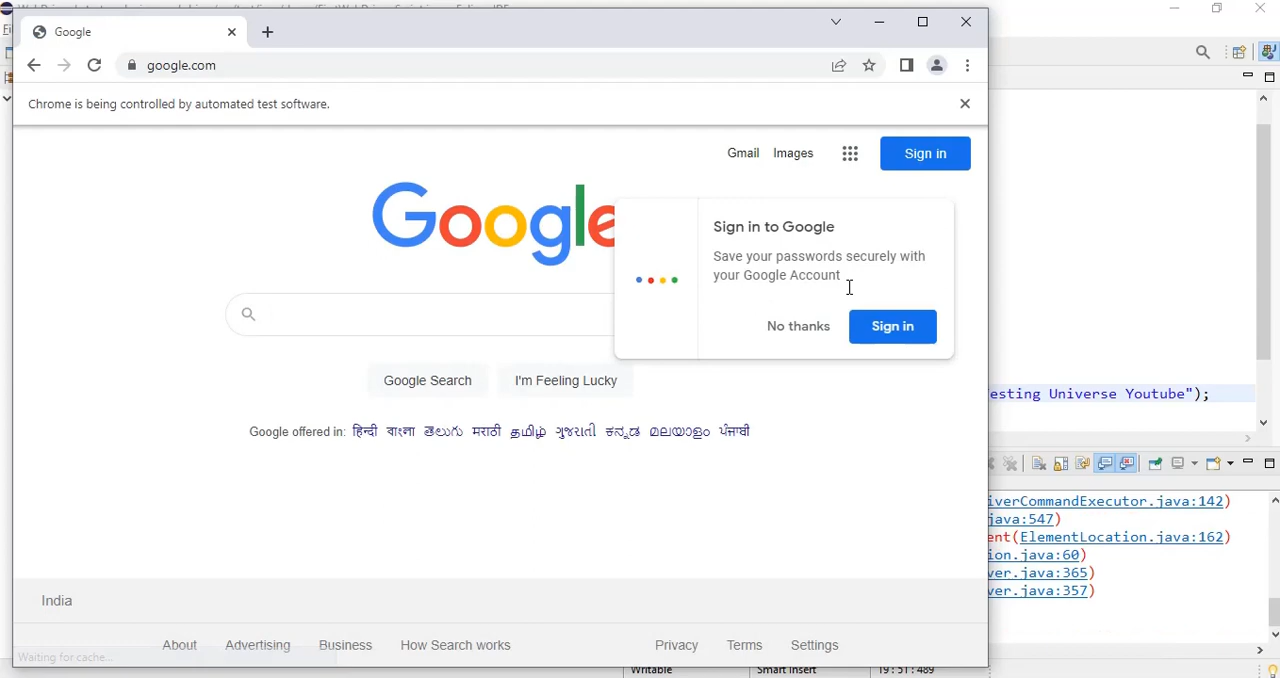 Google
google.com
Chrome is being controlled by automated test software.
Gmail Images Sign in
Google
Sign in to Google
Save your passwords securely with
your Google Account
No thanks Sign in
Google Search I'm Feeling Lucky
Google offered in: हिन्दी বাংলা తెలుగు मराठी தமிழ் ગુજરાતી ಕನ್ನಡ മലയാളം ਪੰਜਾਬੀ
India
About Advertising Business How Search works Privacy Terms Settings
Waiting for cache...
esting Universe Youtube");
iverCommandExecutor.java:142)
java:547)
ent(ElementLocation.java:162)
ion.java:60)
ver.java:365)
ver.java:357)
Writable Smart Insert 19 : 51 : 489